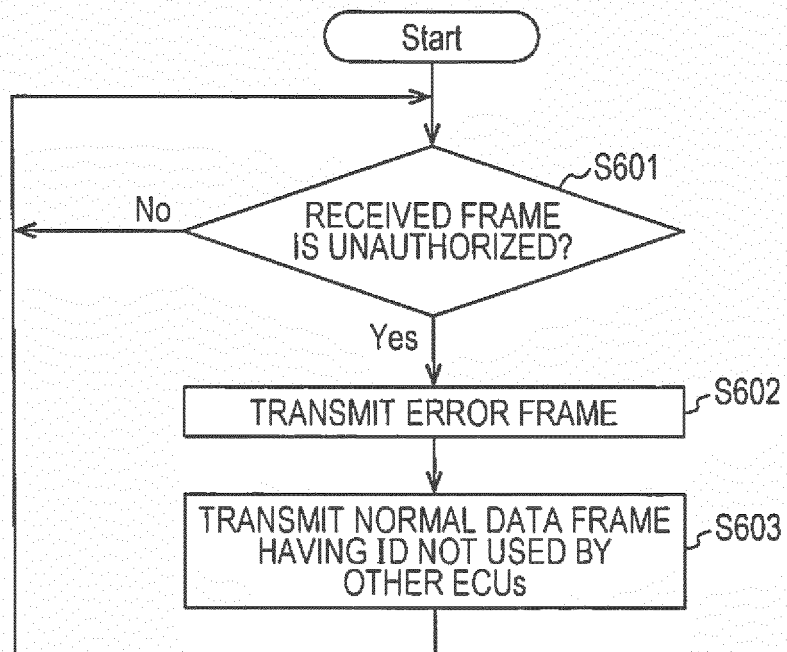 Start
S601
No
RECEIVED FRAME
IS UNAUTHORIZED?
Yes
S602
TRANSMIT ERROR FRAME
TRANSMIT NORMAL DATA FRAME
HAVING ID NOT USED BY
OTHER ECUs
S603